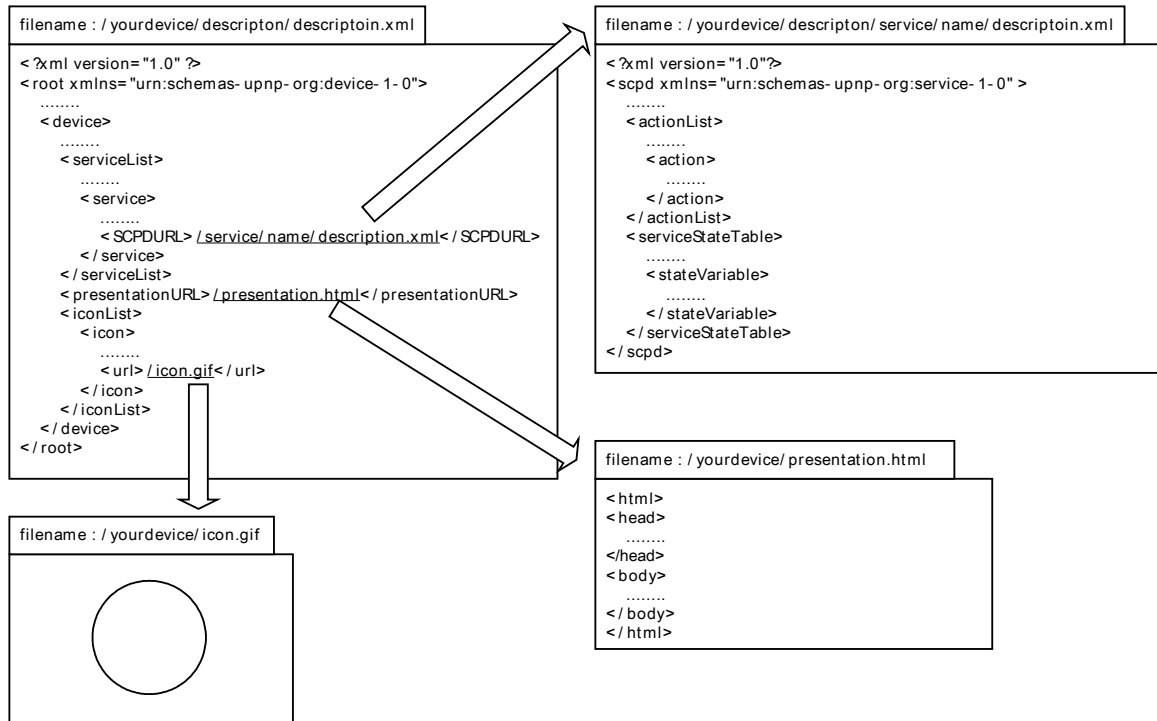 filename : /yourdevice/descripton/descriptoin.xml
<?xml version="1.0" ?>
<root xmlns="urn:schemas-upnp-org:device-1-0">
........
<device>
........
<serviceList>
........
<service>
........
<SCPDURL>/service/name/description.xml</SCPDURL>
</service>
</serviceList>
<presentationURL>/presentation.html</presentationURL>
<iconList>
<icon>
........
<url>/icon.gif</url>
</icon>
</iconList>
</device>
</root>
filename : /yourdevice/descripton/service/name/descriptoin.xml
<?xml version="1.0"?>
<scpd xmlns="urn:schemas-upnp-org:service-1-0" >
........
<actionList>
........
<action>
........
</action>
</actionList>
<serviceStateTable>
........
<stateVariable>
........
</stateVariable>
</serviceStateTable>
</scpd>
filename : /yourdevice/presentation.html
<html>
<head>
........
</head>
<body>
........
</body>
</html>
filename : /yourdevice/icon.gif